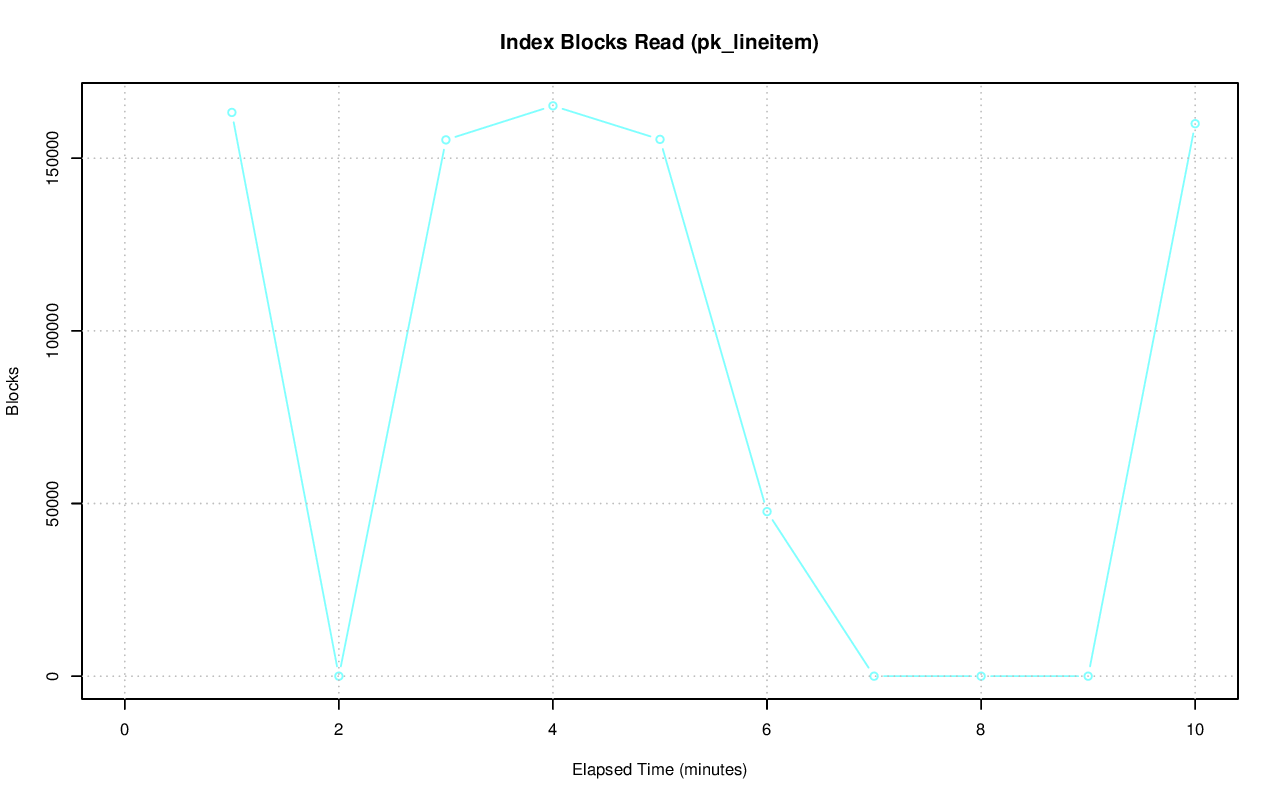 Index Blocks Read (pk_lineitem)
Blocks
150000
100000
50000
0
0 2 4 6 8 10
Elapsed Time (minutes)